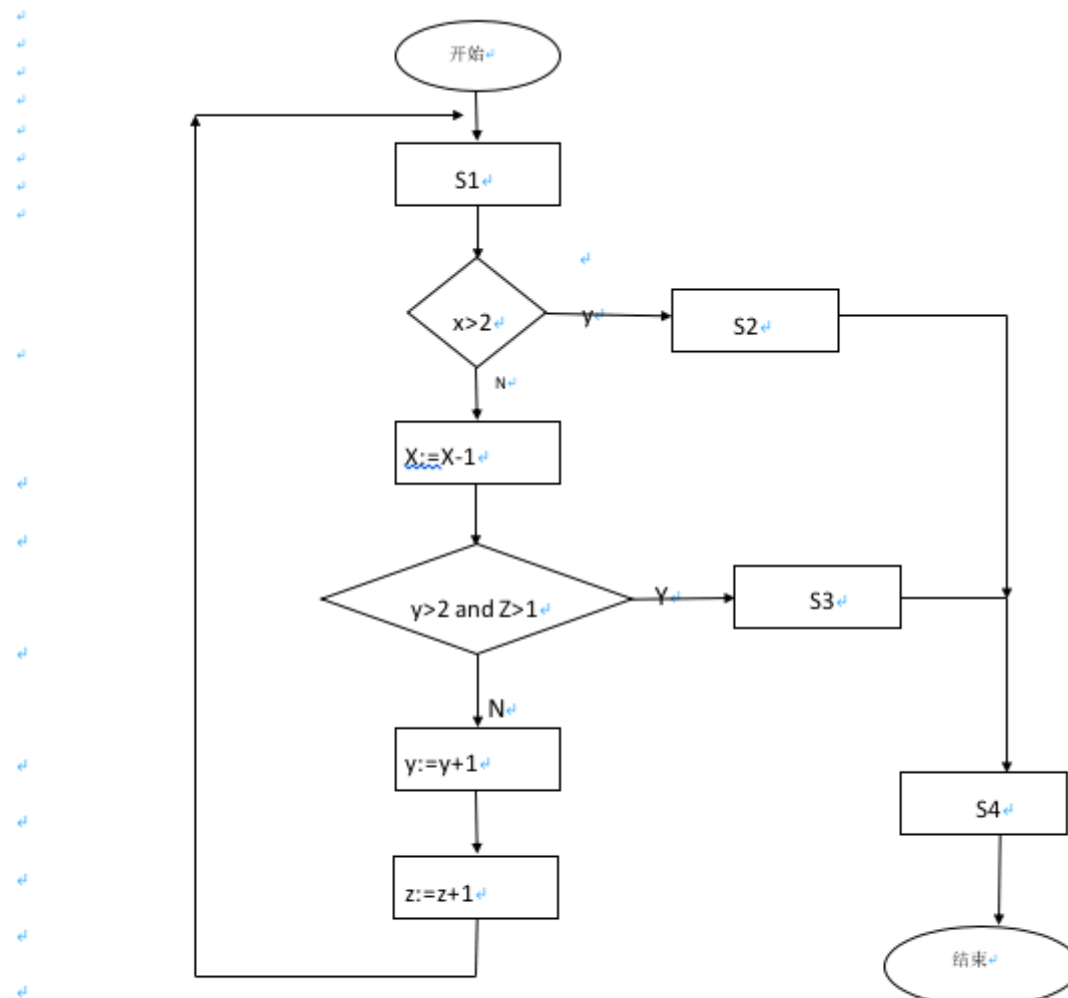 开始
S1
x>2
y
S2
N
X:=X-1
y>2 and Z>1
Y
S3
N
y:=y+1
S4
z:=z+1
结束